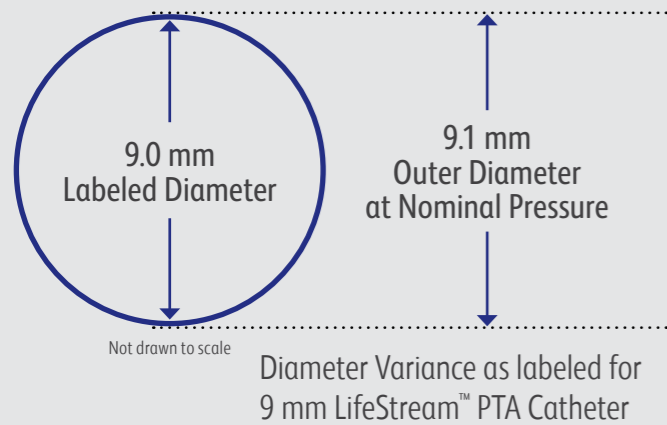 9.0 mm
Labeled Diameter
9.1 mm
Outer Diameter
at Nominal Pressure
Not drawn to scale
Diameter Variance as labeled for
9 mm LifeStream™ PTA Catheter